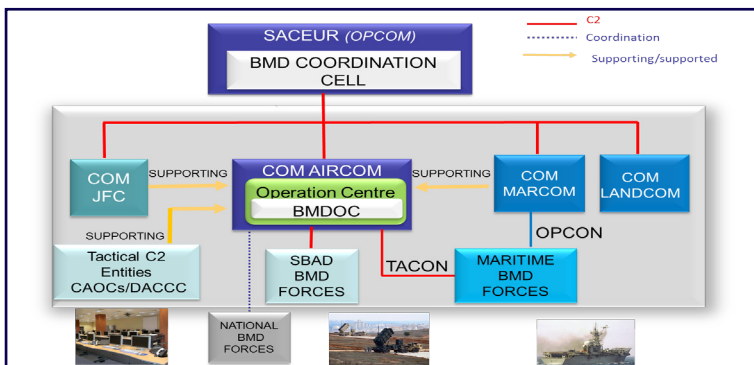 SACEUR (OPCOM)
BMD COORDINATION
CELL
C2
Coordination
Supporting/supported
COM
JFC
SUPPORTING
COM AIRCOM
Operation Centre
BMDOC
SUPPORTING
COM
MARCOM
COM
LANDCOM
SUPPORTING
OPCON
Tactical C2
Entities
CAOCs/DACCC
SBAD
BMD
FORCES
TACON
MARITIME
BMD
FORCES
NATIONAL
BMD
FORCES